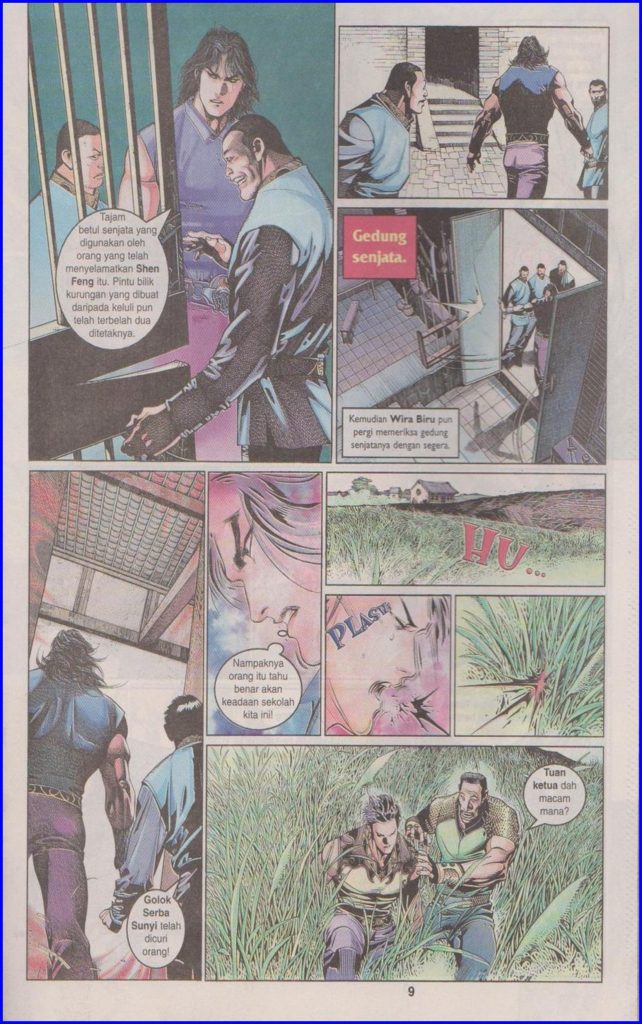 Tajam
betul senjata yang
digunakan oleh
orang yang telah
menyelamatkan Shen
Feng itu. Pintu bilik
kurungan yang dibuat
daripada keluli pun
telah terbelah dua
ditetaknya.
Gedung
senjata.
Kemudian Wira Biru pun
pergi memeriksa gedung
senjatanya dengan segera.
Golok
Serba
Sunyi telah
dicuri
orang!
Nampaknya
orang itu tahu
benar akan
keadaan sekolah
kita ini!
HU...
PLASU!
Tuan
ketua dah
macam
mana?
9